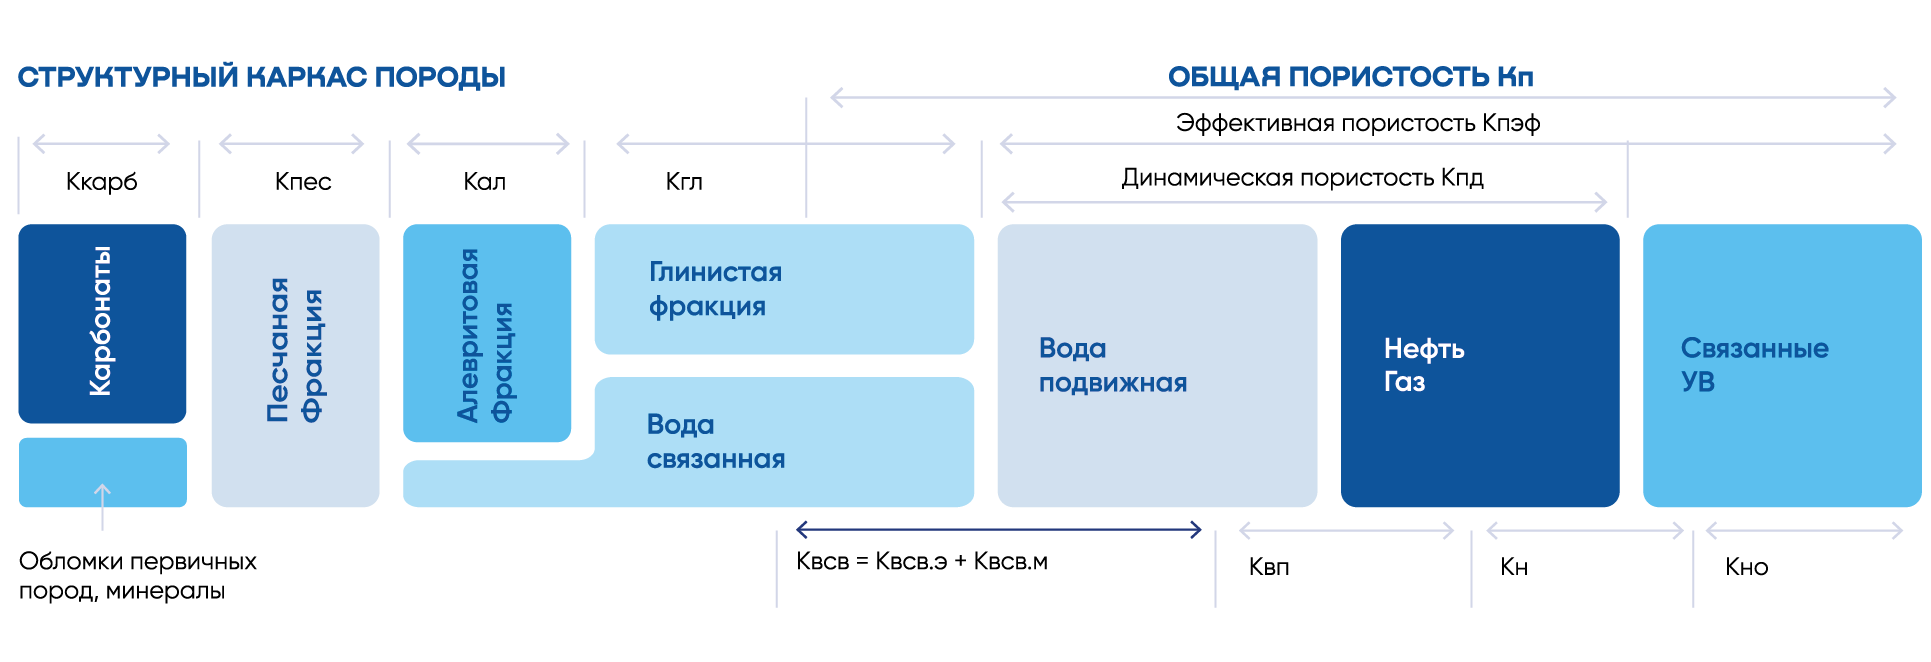 СТРУКТУРНЫЙ КАРКАС ПОРОДЫ
ОБЩАЯ ПОРИСТОСТЬ Кп
Эффективная пористость Кпэф
Динамическая пористость Кпд
Ккарб
Кпес
Кал
Кгл
Карбонаты
Песчаная
Фракция
Алевритовая
Фракция
Глинистая
фракция
Вода
связанная
Вода
подвижная
Нефть
Газ
Связанные
УВ
Обломки первичных
пород, минералы
Квсв = Квсв.э + Квсв.м
Квп
Кн
Кно